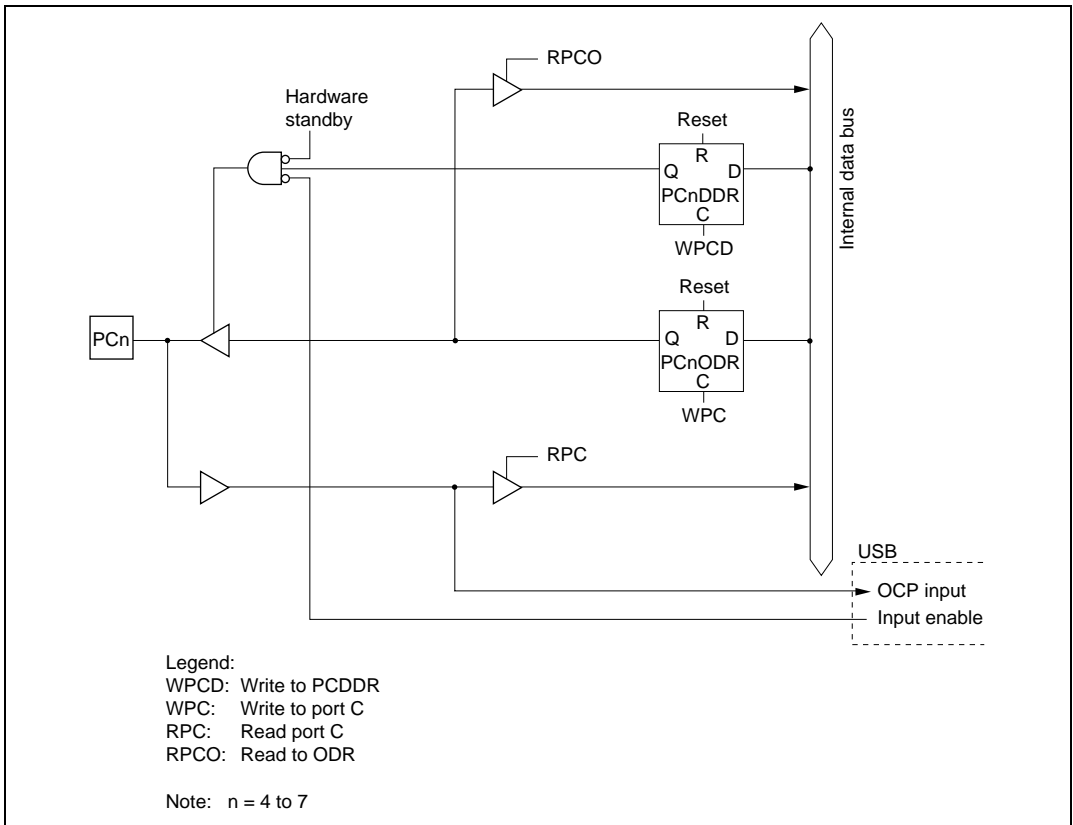 RPCO
Hardware
standby
Reset
R
Q D
PCnDDR
C
WPCD
Internal data bus
Reset
R
PCn
Q D
PCnODR
C
WPC
RPC
USB
OCP input
Input enable
Legend:
WPCD: Write to PCDDR
WPC: Write to port C
RPC: Read port C
RPCO: Read to ODR
Note: n = 4 to 7